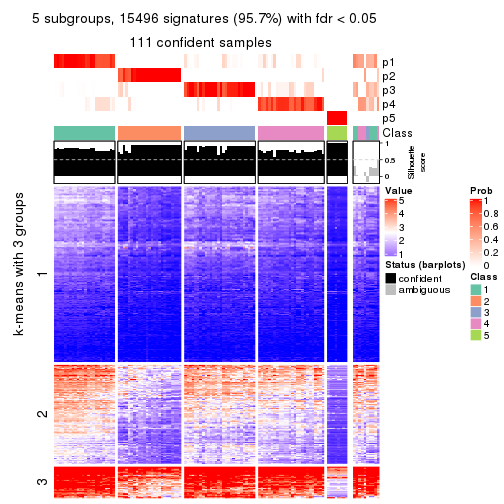 5 subgroups, 15496 signatures (95.7%) with fdr < 0.05
111 confident samples
p1
p2
p3
p4
p5
Class
1
0.5
0
Silhouette
score
k-means with 3 groups
1
2
3
Value
5
4
3
2
1
Status (barplots)
confident
ambiguous
Prob
1
0.8
0.6
0.4
0.2
0
Class
1
2
3
4
5